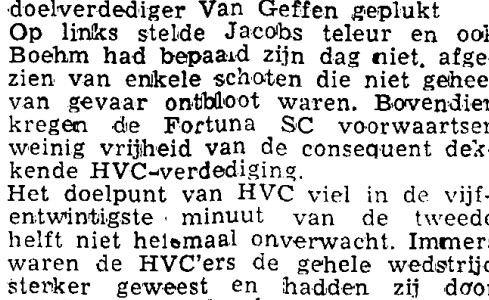 doelverdediger Van Geffen geplukt
Op links stelde Jacobs teleur en ook
Boehm had bepaald zijn dag niet, afge-
zien van enkele schoten die niet geheel
van gevaar ontbloot waren. Bovendien
kregen de Fortuna SC voorwaartsen
weinig vrijheid van de consequent dek-
kende HVC-verdediging.
Het doelpunt van HVC viel in de vijf-
entwintigste minuut van de tweede
helft niet helemaal onverwacht. Immers
waren de HVC'ers de gehele wedstrijd
sterker geweest en hadden zij door